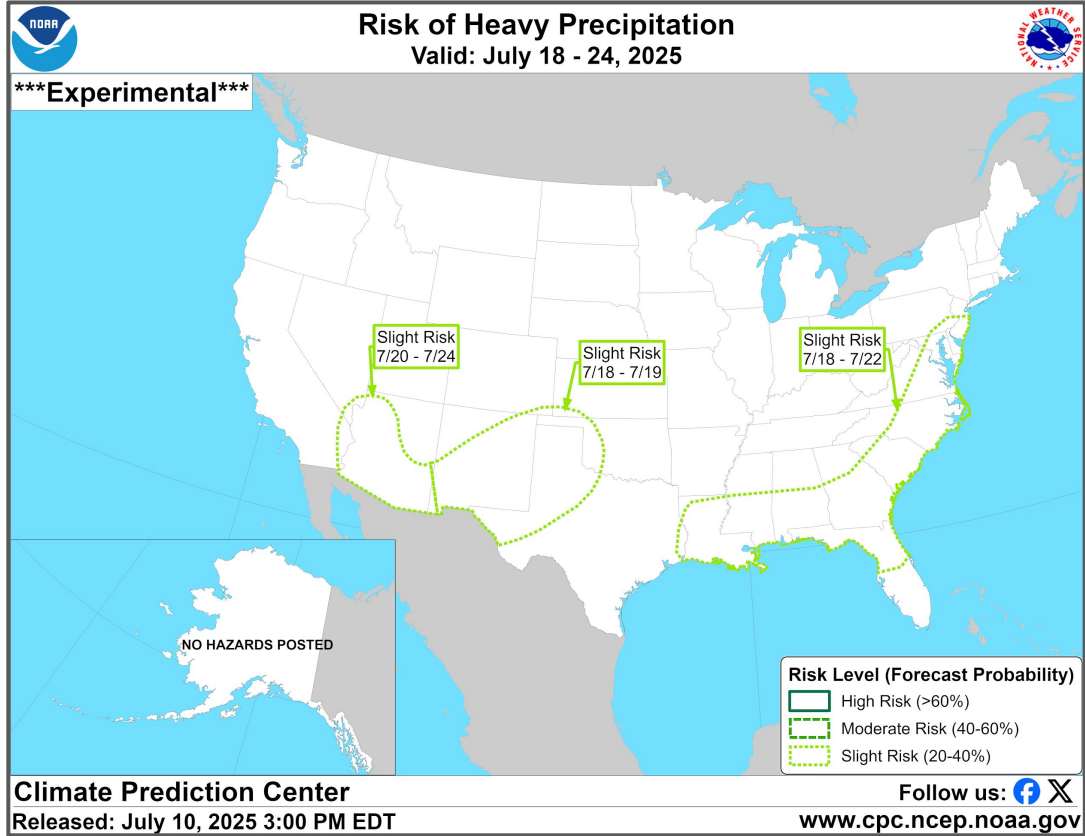 NOAA
Risk of Heavy Precipitation
Valid: July 18 - 24, 2025
NATIONAL WEATHER SERVICE
***Experimental***
Slight Risk
7/20 - 7/24
Slight Risk
7/18 - 7/19
Slight Risk
7/18 - 7/22
NO HAZARDS POSTED
Risk Level (Forecast Probability)
High Risk (>60%)
Moderate Risk (40-60%)
Slight Risk (20-40%)
Climate Prediction Center
Follow us:
Released: July 10, 2025 3:00 PM EDT
www.cpc.ncep.noaa.gov